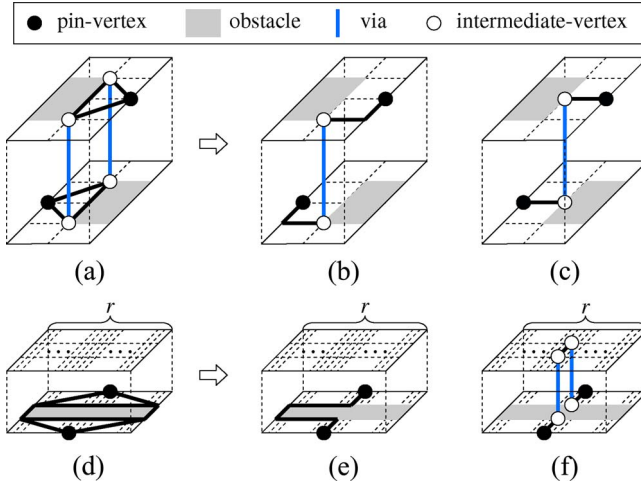 pin-vertex obstacle via intermediate-vertex
(a) (b) (c)
r r r
(d) (e) (f)